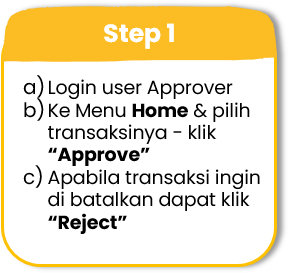 Step 1
a) Login user Approver
b) Ke Menu Home & pilih
transaksinya - klik
“Approve”
c) Apabila transaksi ingin
di batalkan dapat klik
“Reject”